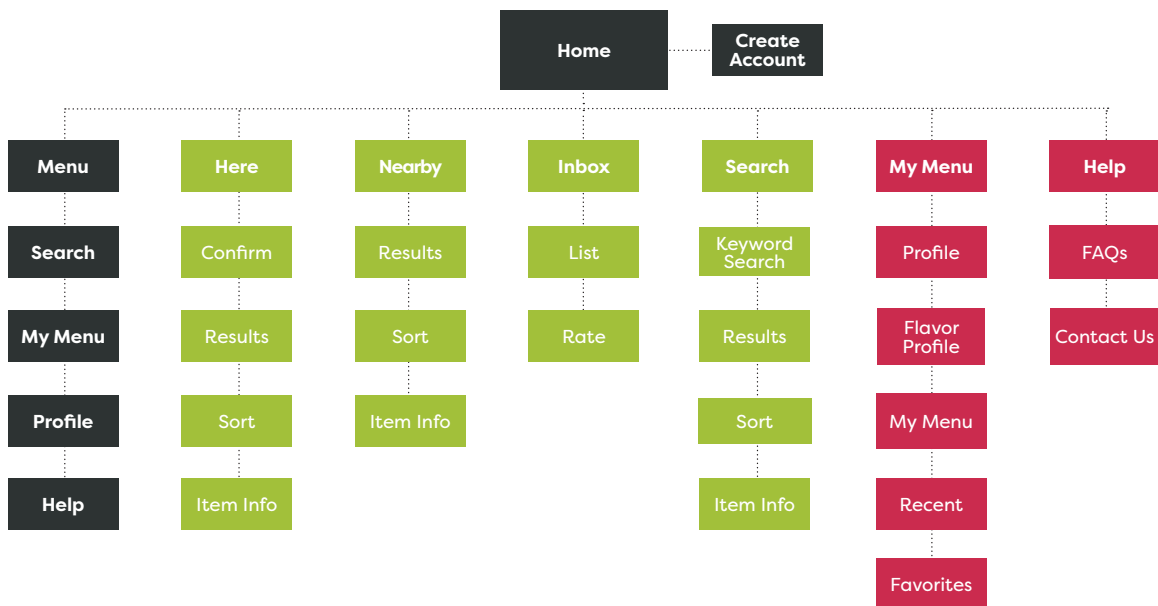 Home
Create
Account
Menu
Here
Nearby
Inbox
Search
My Menu
Help
Search
Confirm
Results
List
Keyword
Search
Profile
FAQs
My Menu
Results
Sort
Rate
Results
Flavor
Profile
Contact Us
Profile
Sort
Item Info
Sort
My Menu
Help
Item Info
Item Info
Recent
Favorites